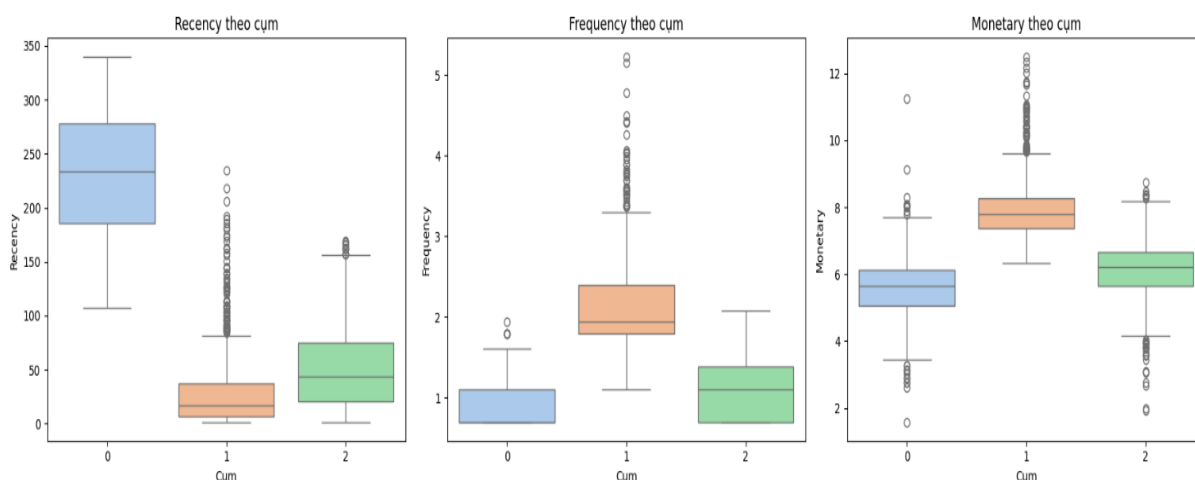 Recency theo cụm
350
300
250
200
150
100
50
0
Recency
0 1 2
Cụm
Frequency theo cụm
5
4
3
2
1
Frequency
0 1 2
Cụm
Monetary theo cụm
12
10
8
6
4
2
Monetary
0 1 2
Cụm